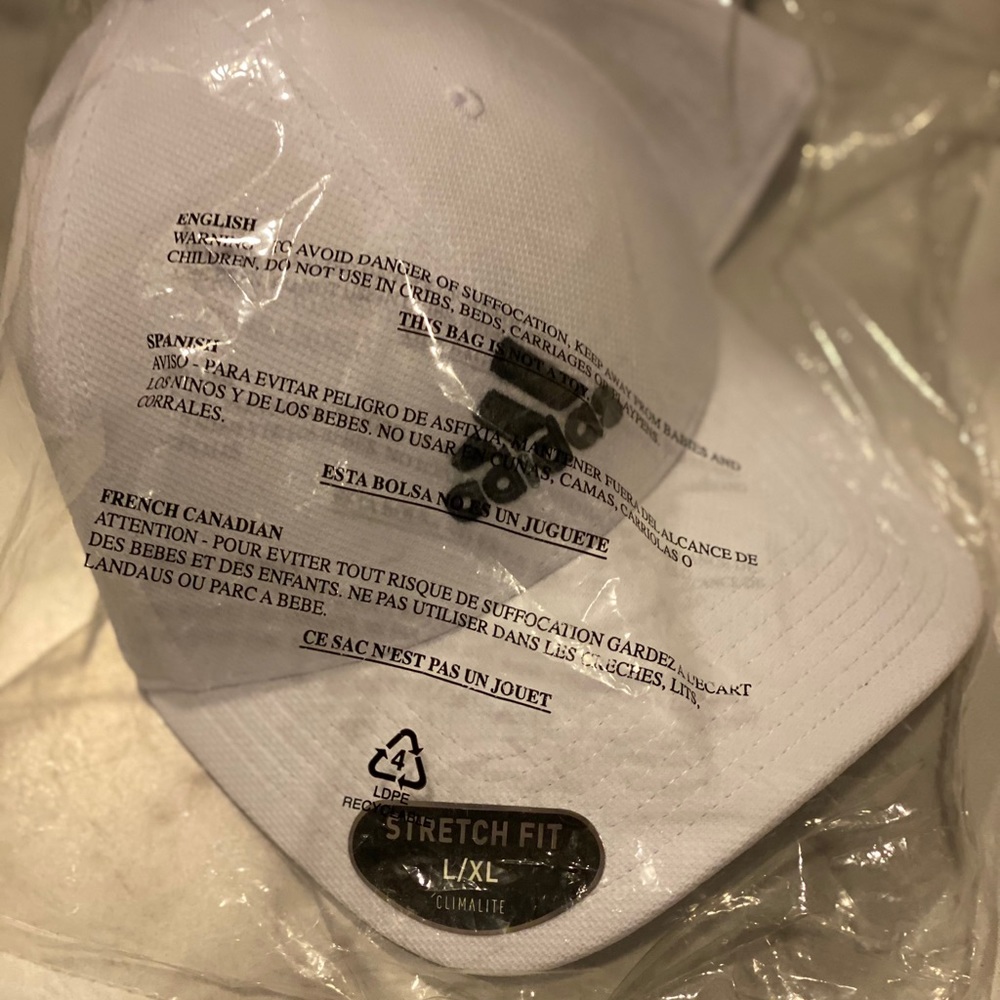 ENGLISH
WARNING - TO AVOID DANGER OF SUFFOCATION, KEEP AWAY FROM BABIES AND
CHILDREN, DO NOT USE IN CRIBS, BEDS, CARRIAGES OR PLAYPENS.
THIS BAG IS NOT A TOY.
SPANISH
AVISO - PARA EVITAR PELIGRO DE ASFIXIA, MANTENER FUERA DEL ALCANCE DE
LOS NINOS Y DE LOS BEBES. NO USAR EN CUNAS, CAMAS, CARRIOLAS O
CORRALES.
ESTA BOLSA NO ES UN JUGUETE
FRENCH CANADIAN
ATTENTION - POUR EVITER TOUT RISQUE DE SUFFOCATION GARDEZ A L'ECART
DES BEBES ET DES ENFANTS. NE PAS UTILISER DANS LES CRECHES, LITS,
LANDAUS OU PARC A BEBE.
CE SAC N'EST PAS UN JOUET
adidas
4
LDPE
RECYCLABLE
STRETCH FIT
L/XL
CLIMALITE